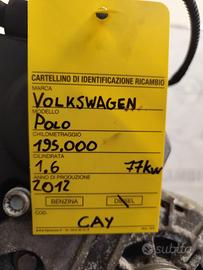 CARTELLINO DI IDENTIFICAZIONE RICAMBIO
MARCA
VOLKSWAGEN
MODELLO
POLO
CHILOMETRAGGIO
195.000
CILINDRATA
1.6 77KW
ANNO DI PRODUZIONE
2012
BENZINA DIESEL
COD.
CAY
subito